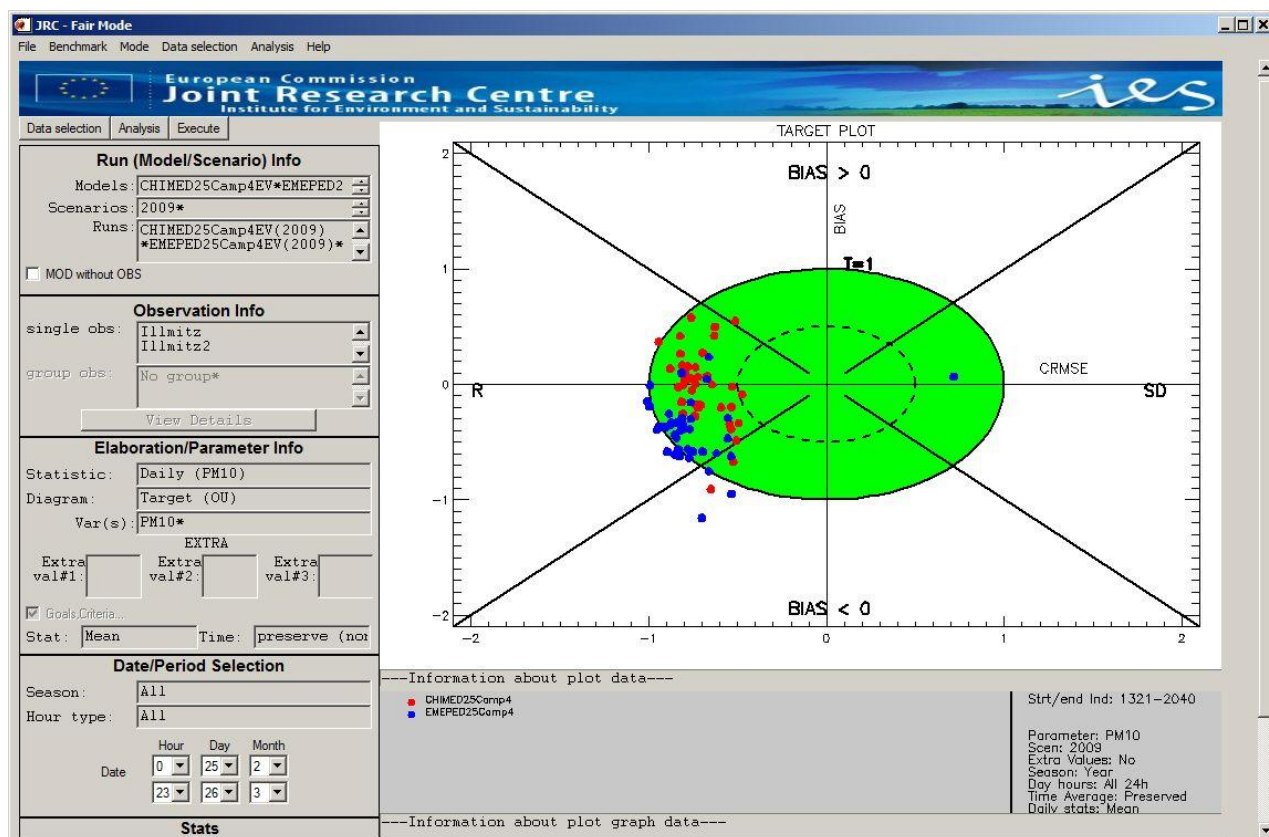 JRC - Fair Mode
File Benchmark Mode Data selection Analysis Help
European Commission
Joint Research Centre
Institute for Environment and Sustainability
ies
Data selection Analysis Execute
Run (Model/Scenario) Info
Models: CHIMED25Camp4EV*EMEPED2
Scenarios: 2009*
Runs: CHIMED25Camp4EV(2009)
*EMEPED25Camp4EV(2009)*
MOD without OBS
Observation Info
single obs: Illmitz
Illmitz2
group obs: No group*
View Details
Elaboration/Parameter Info
Statistic: Daily (PM10)
Diagram: Target (OU)
Var(s): PM10*
EXTRA
Extra val#1: Extra val#2: Extra val#3:
Goals,Criteria...
Stat: Mean Time: preserve (nor
Date/Period Selection
Season: All
Hour type: All
Hour Day Month
Date 0 25 2
23 26 3
Stats
TARGET PLOT
2
BIAS > 0
BIAS
1
T=1
CRMSE
0
R
SD
-1
BIAS < 0
-2
-2 -1 0 1 2
---Information about plot data---
CHIMED25Camp4
EMEPED25Camp4
Strt/end Ind: 1321-2040
Parameter: PM10
Scen: 2009
Extra Values: No
Season: Year
Day hours: All 24h
Time Average: Preserved
Daily stats: Mean
---Information about plot graph data---